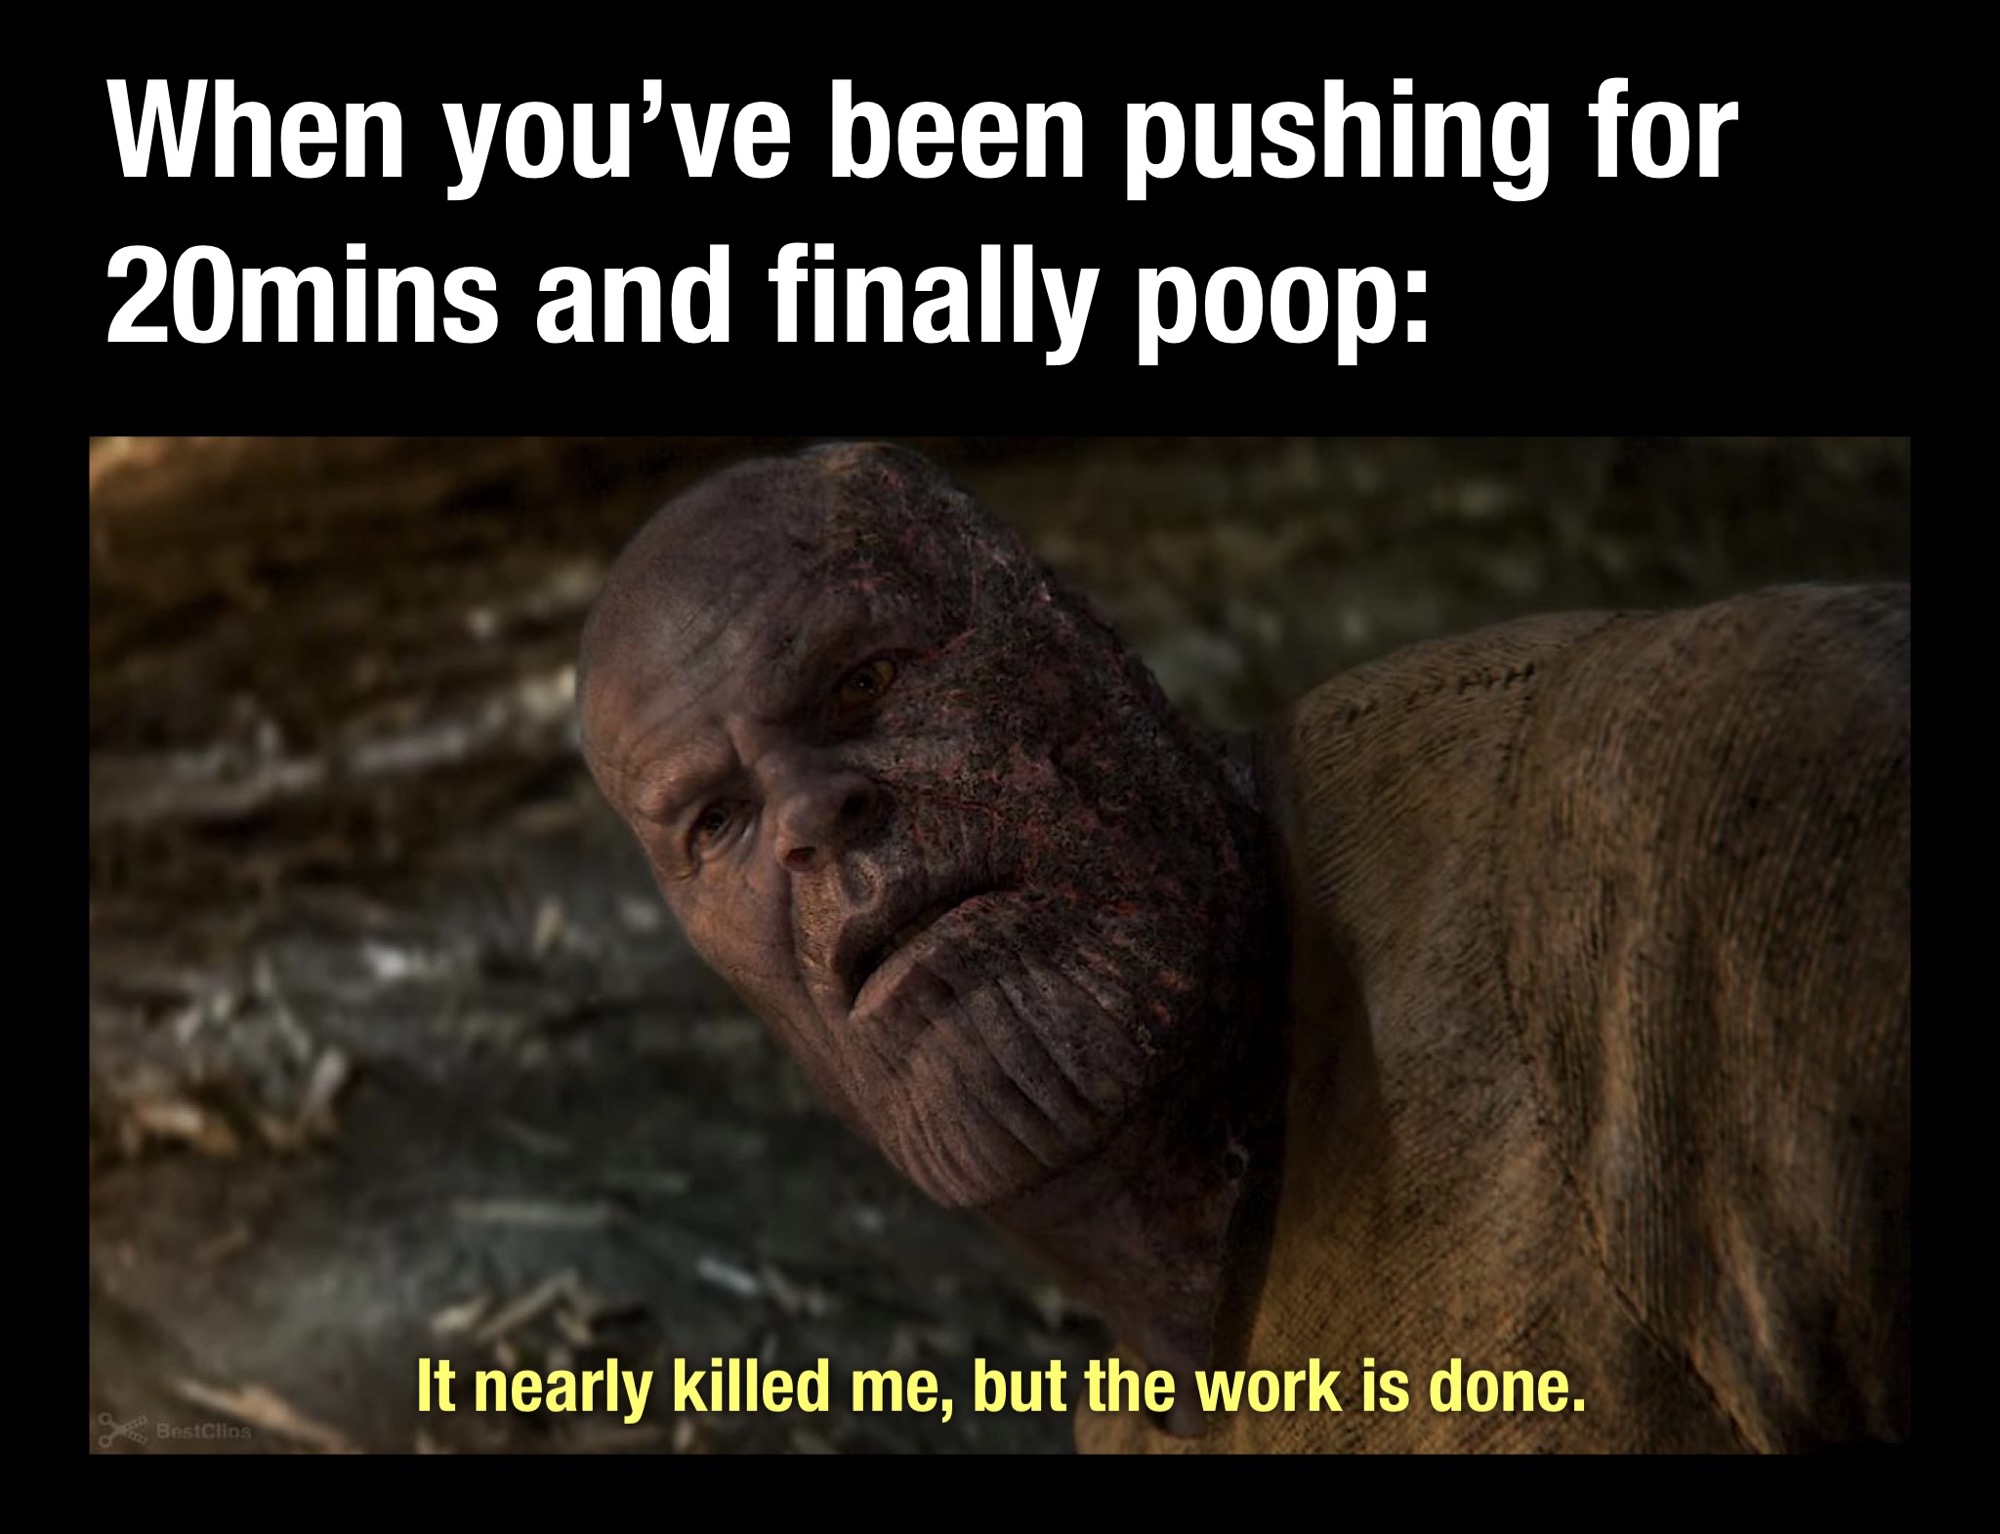 When you’ve been pushing for
20mins and finally poop:
It nearly killed me, but the work is done.
BestClips